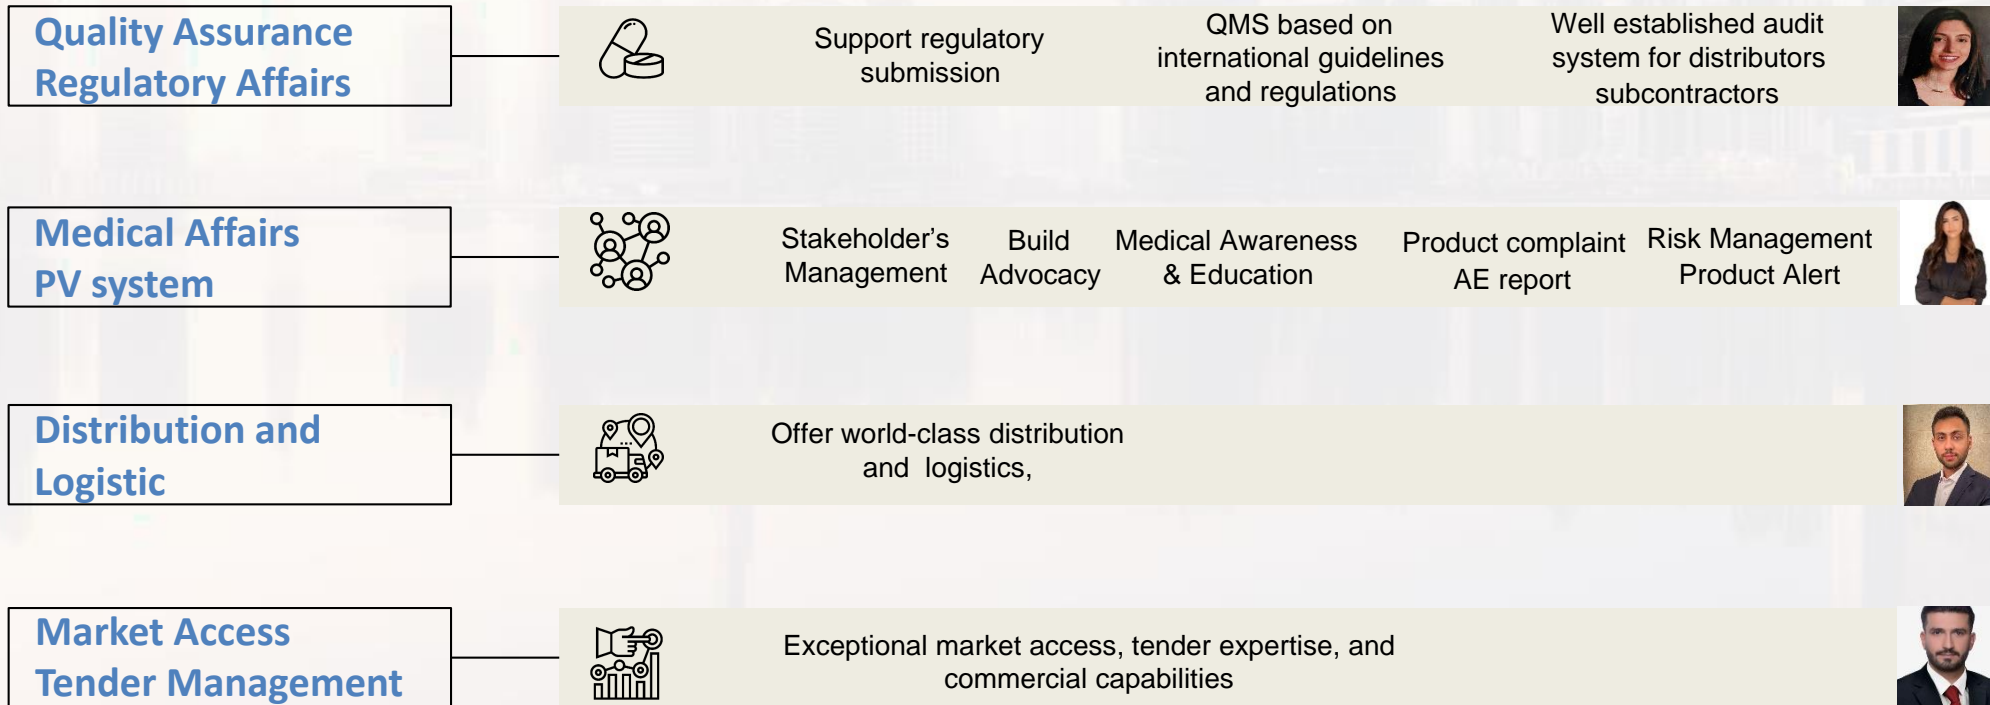 Quality Assurance
Regulatory Affairs
Support regulatory
submission
QMS based on
international guidelines
and regulations
Well established audit
system for distributors
subcontractors
Medical Affairs
PV system
Stakeholder’s
Management
Build
Advocacy
Medical Awareness
& Education
Product complaint
AE report
Risk Management
Product Alert
Distribution and
Logistic
Offer world-class distribution
and logistics,
Market Access
Tender Management
Exceptional market access, tender expertise, and
commercial capabilities